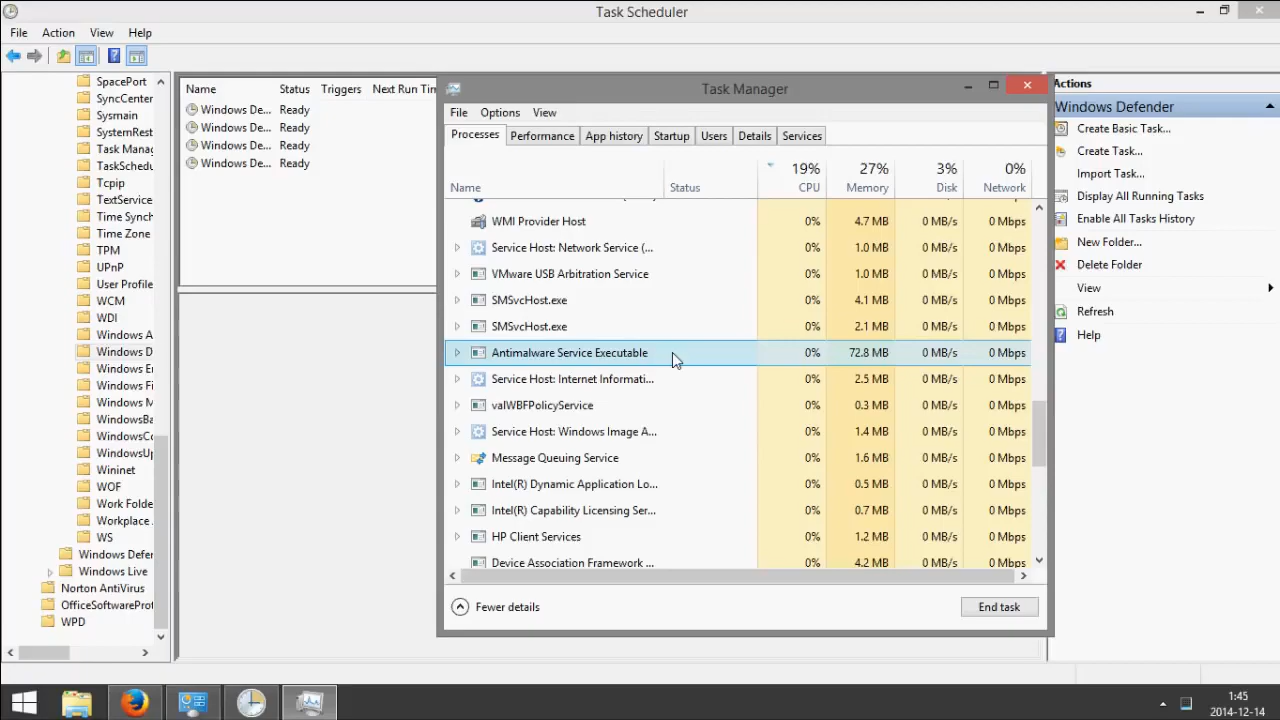 Task Scheduler
File Action View Help
SpacePort
SyncCenter
Sysmain
SystemRest
Task Manag
TaskSchedu
Tcpip
TextService
Time Synch
Time Zone
TPM
UPnP
User Profile
WCM
WDI
Windows A
Windows D
Windows Er
Windows Fi
Windows M
WindowsBa
WindowsCo
WindowsUp
Wininet
WOF
Work Folde
Workplace
WS
Windows Defer
Windows Live
Norton AntiVirus
OfficeSoftwareProt
WPD
Name Status Triggers Next Run Tim
Windows De... Ready
Windows De... Ready
Windows De... Ready
Windows De... Ready
Task Manager
File Options View
Processes Performance App history Startup Users Details Services
19% 27% 3% 0%
Name Status CPU Memory Disk Network
WMI Provider Host 0% 4.7 MB 0 MB/s 0 Mbps
Service Host: Network Service (... 0% 1.0 MB 0 MB/s 0 Mbps
VMware USB Arbitration Service 0% 1.0 MB 0 MB/s 0 Mbps
SMSvcHost.exe 0% 4.1 MB 0 MB/s 0 Mbps
SMSvcHost.exe 0% 2.1 MB 0 MB/s 0 Mbps
Antimalware Service Executable 0% 72.8 MB 0 MB/s 0 Mbps
Service Host: Internet Informati... 0% 2.5 MB 0 MB/s 0 Mbps
valWBFPolicyService 0% 0.3 MB 0 MB/s 0 Mbps
Service Host: Windows Image A... 0% 1.4 MB 0 MB/s 0 Mbps
Message Queuing Service 0% 1.6 MB 0 MB/s 0 Mbps
Intel(R) Dynamic Application Lo... 0% 0.5 MB 0 MB/s 0 Mbps
Intel(R) Capability Licensing Ser... 0% 0.7 MB 0 MB/s 0 Mbps
HP Client Services 0% 1.2 MB 0 MB/s 0 Mbps
Device Association Framework ... 0% 4.2 MB 0 MB/s 0 Mbps
Fewer details End task
Actions
Windows Defender
Create Basic Task...
Create Task...
Import Task...
Display All Running Tasks
Enable All Tasks History
New Folder...
Delete Folder
View
Refresh
Help
1:45
2014-12-14